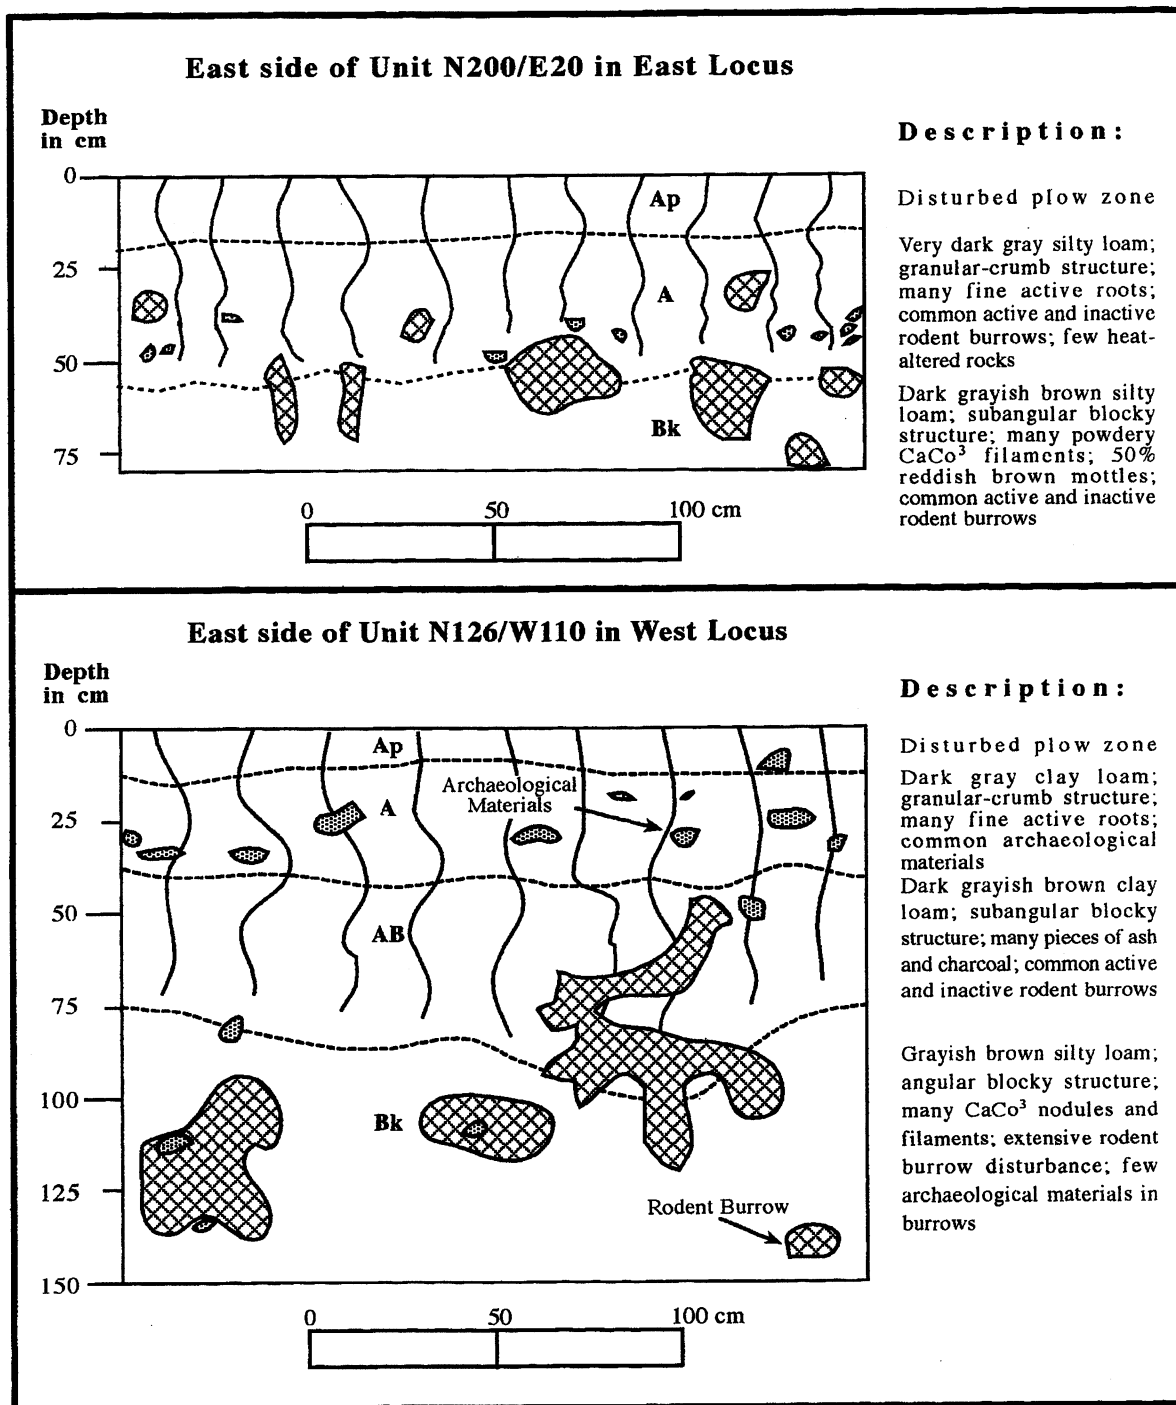 East side of Unit N200/E20 in East Locus
Depth
in cm
Description:
0
25
50
75
Ap
A
Bk
Disturbed plow zone
Very dark gray silty loam;
granular-crumb structure;
many fine active roots;
common active and inactive
rodent burrows; few heat-
altered rocks
Dark grayish brown silty
loam; subangular blocky
structure; many powdery
CaCo³ filaments; 50%
reddish brown mottles;
common active and inactive
rodent burrows
0 50 100 cm
East side of Unit N126/W110 in West Locus
Depth
in cm
Description:
0
25
50
75
100
125
150
Ap
Archaeological
Materials
A
AB
Bk
Rodent Burrow
Disturbed plow zone
Dark gray clay loam;
granular-crumb structure;
many fine active roots;
common archaeological
materials
Dark grayish brown clay
loam; subangular blocky
structure; many pieces of ash
and charcoal; common active
and inactive rodent burrows
Grayish brown silty loam;
angular blocky structure;
many CaCo³ nodules and
filaments; extensive rodent
burrow disturbance; few
archaeological materials in
burrows
0 50 100 cm